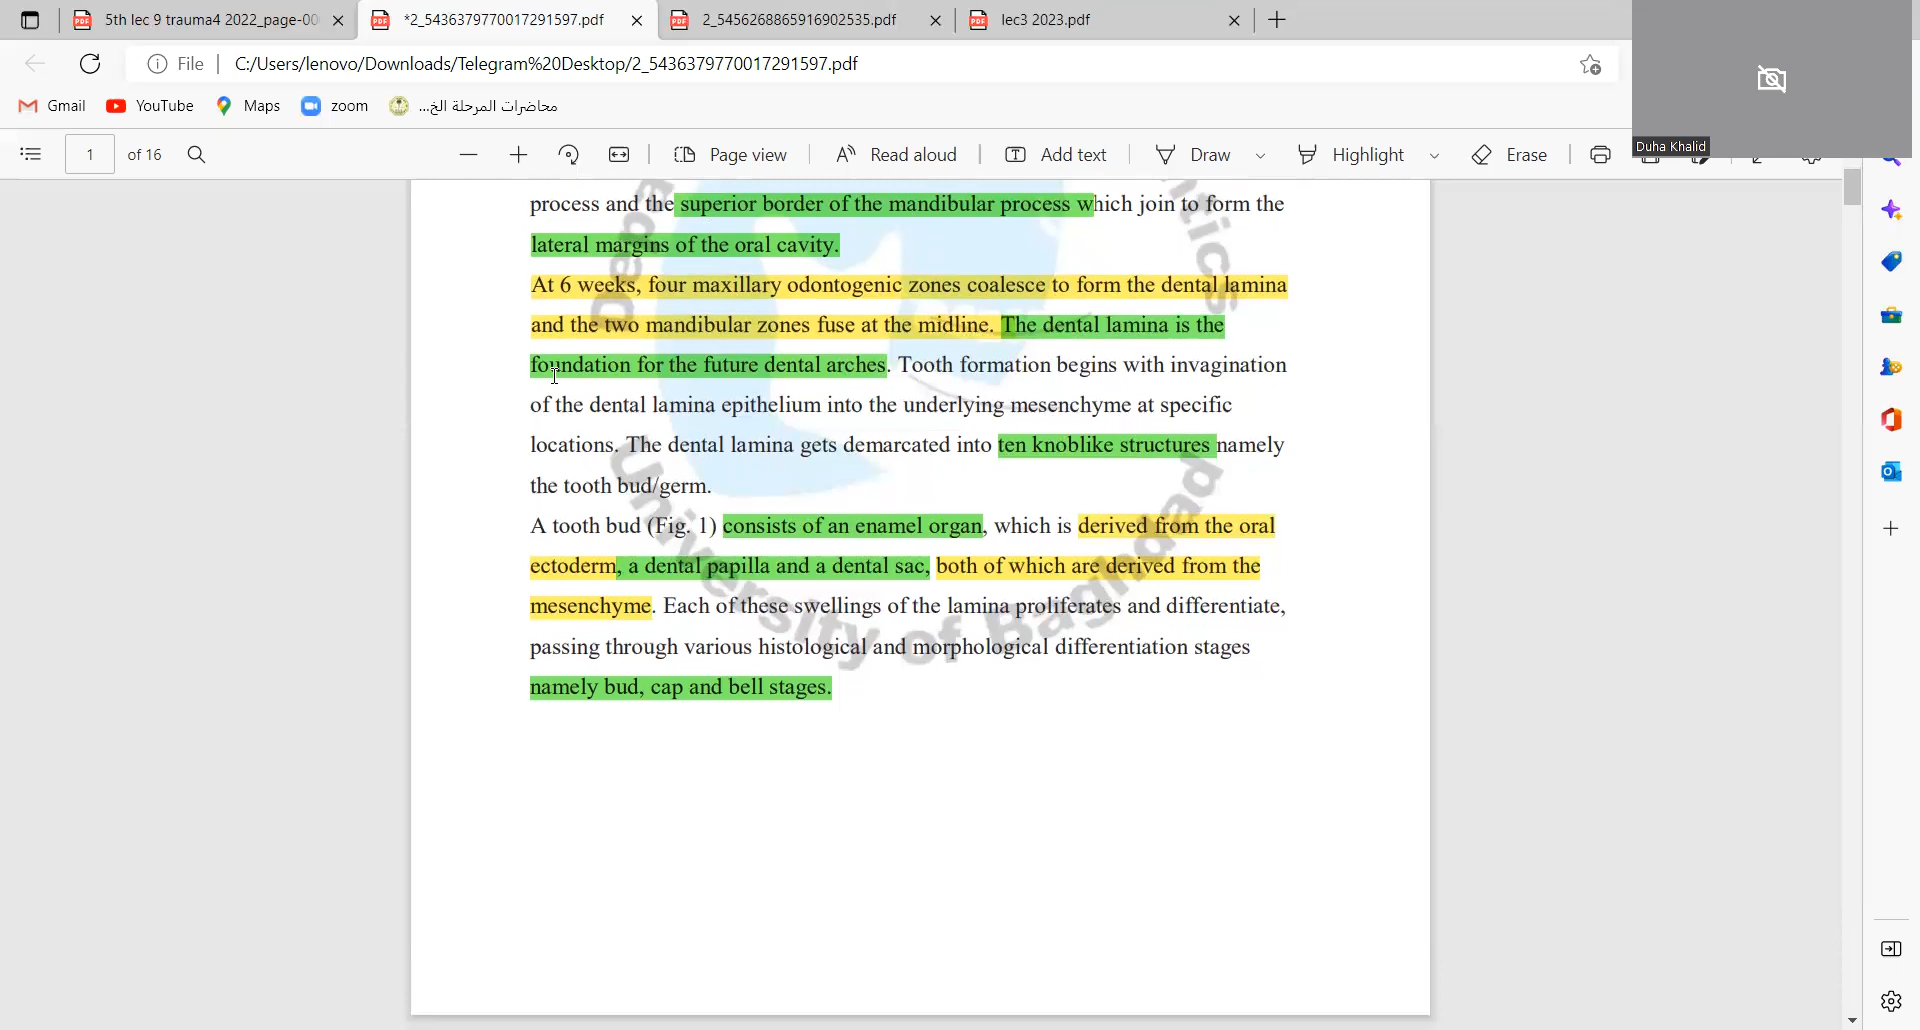 5th lec 9 trauma4 2022_page-00
*2_5436379770017291597.pdf
2_5456268865916902535.pdf
lec3 2023.pdf
File
C:/Users/lenovo/Downloads/Telegram%20Desktop/2_5436379770017291597.pdf
Gmail
YouTube
Maps
zoom
محاضرات المرحلة الخ...
1 of 16
Page view
Read aloud
Add text
Draw
Highlight
Erase
Duha Khalid
process and the superior border of the mandibular process which join to form the
lateral margins of the oral cavity.
At 6 weeks, four maxillary odontogenic zones coalesce to form the dental lamina
and the two mandibular zones fuse at the midline. The dental lamina is the
foundation for the future dental arches. Tooth formation begins with invagination
of the dental lamina epithelium into the underlying mesenchyme at specific
locations. The dental lamina gets demarcated into ten knoblike structures namely
the tooth bud/germ.
A tooth bud (Fig. 1) consists of an enamel organ, which is derived from the oral
ectoderm, a dental papilla and a dental sac, both of which are derived from the
mesenchyme. Each of these swellings of the lamina proliferates and differentiate,
passing through various histological and morphological differentiation stages
namely bud, cap and bell stages.
University of Baghdad